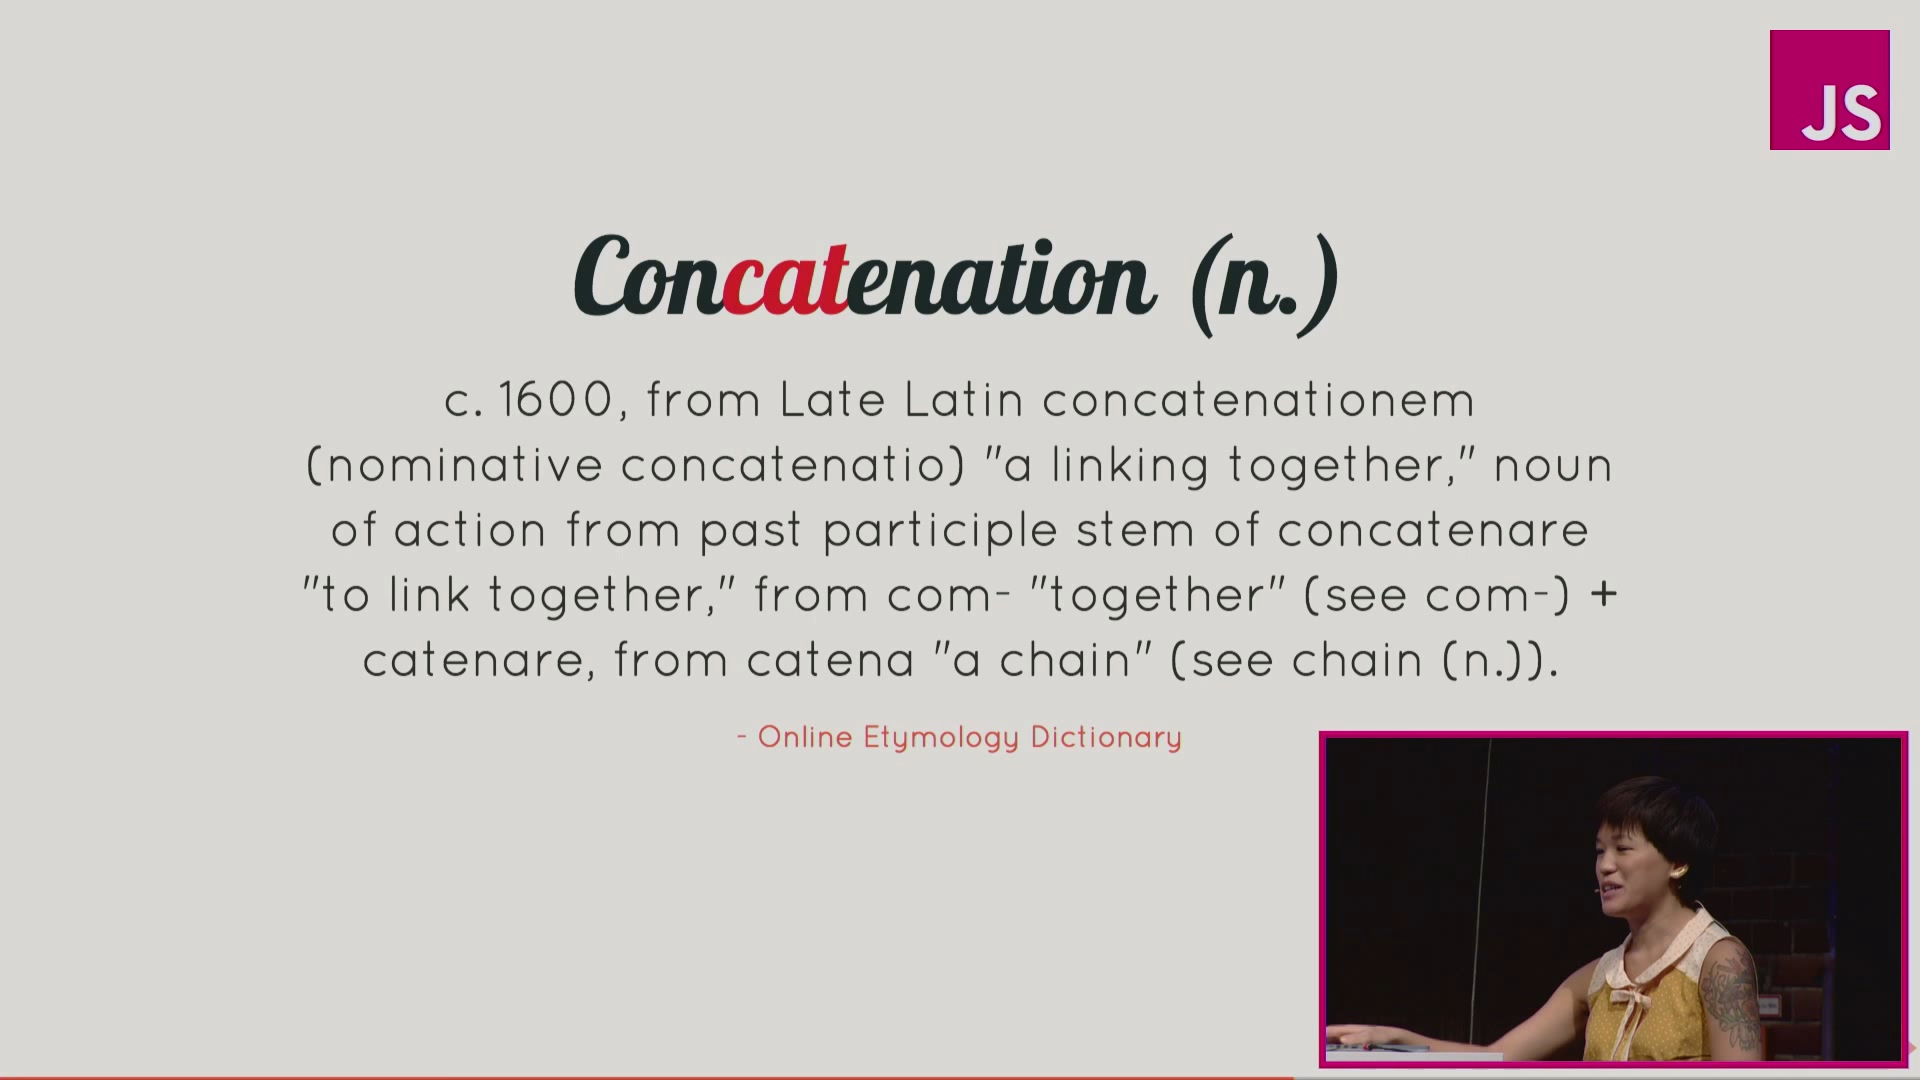 JS
Concatenation (n.)
c. 1600, from Late Latin concatenationem
(nominative concatenatio) "a linking together," noun
of action from past participle stem of concatenare
"to link together," from com- "together" (see com-) +
catenare, from catena "a chain" (see chain (n.)).
- Online Etymology Dictionary